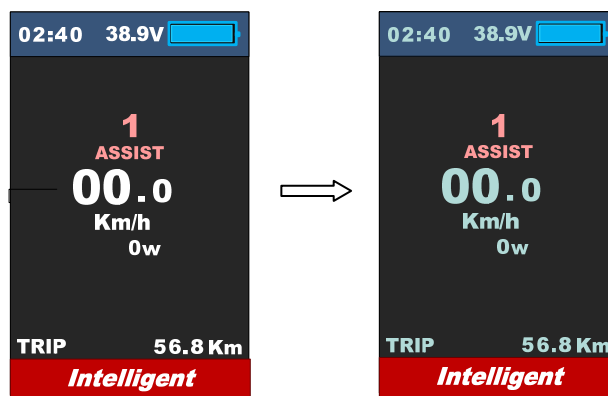 02:40 38.9V
1
ASSIST
00.0
Km/h
0w
TRIP 56.8 Km
Intelligent
02:40 38.9V
1
ASSIST
00.0
Km/h
0w
TRIP 56.8 Km
Intelligent